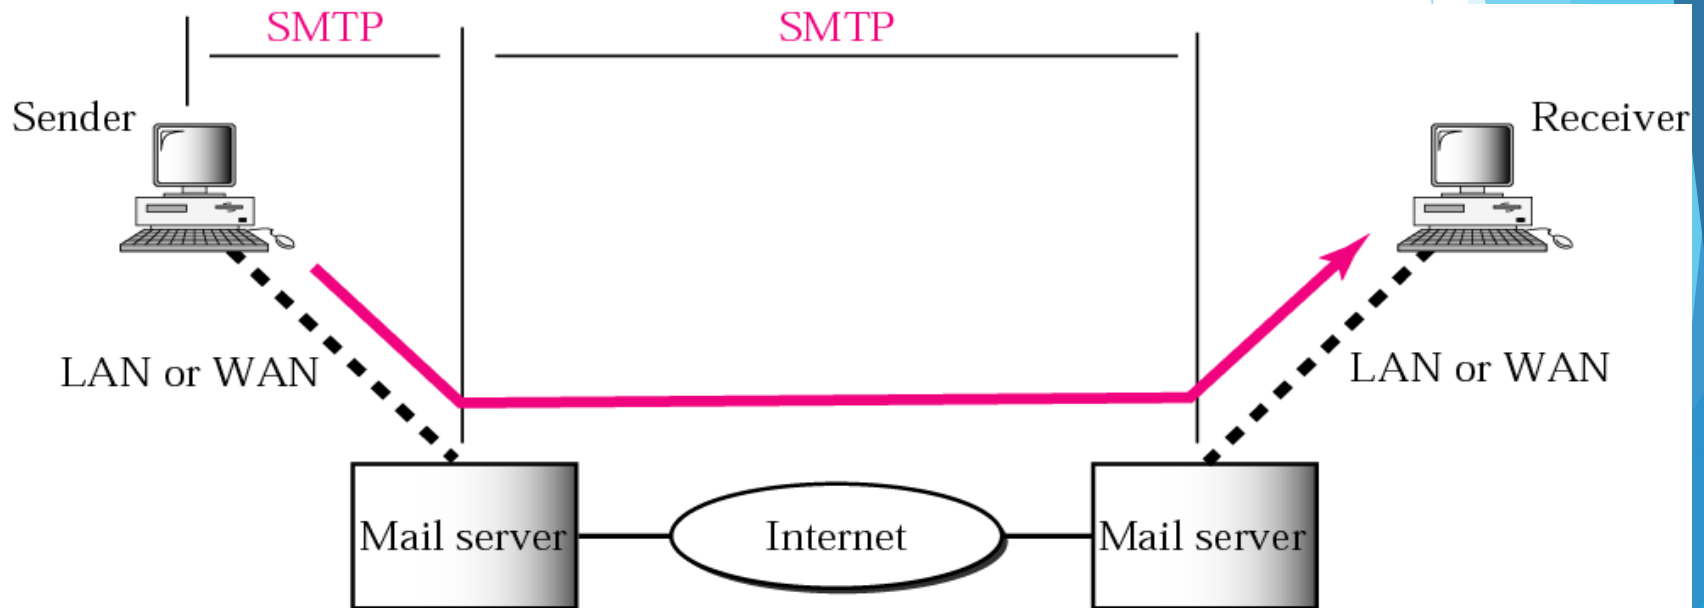 SMTP
SMTP
Sender
Receiver
LAN or WAN
LAN or WAN
Mail server
Internet
Mail server